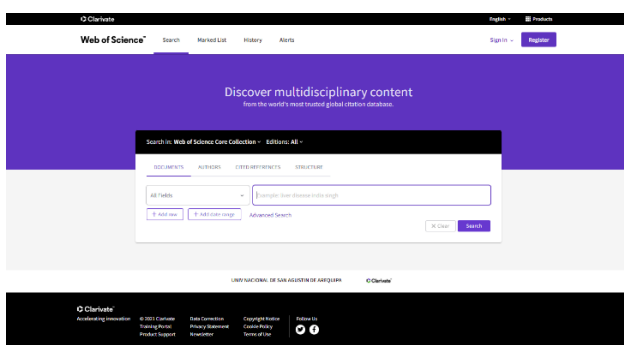 Clarivate
English
Products
Web of Science™
Search
Marked List
History
Alerts
Sign In
Register
Discover multidisciplinary content
from the world's most trusted global citation database.
Search in: Web of Science Core Collection Editions: All
DOCUMENTS
AUTHORS
CITED REFERENCES
STRUCTURE
All Fields
Example: liver disease india singh
+ Add row
+ Add date range
Advanced Search
× Clear
Search
UNIV NACIONAL DE SAN AGUSTIN DE AREQUIPA
Clarivate
Clarivate
Accelerating innovation
© 2021 Clarivate
Training Portal
Product Support
Data Correction
Privacy Statement
Newsletter
Copyright Notice
Cookie Policy
Terms of Use
Follow Us